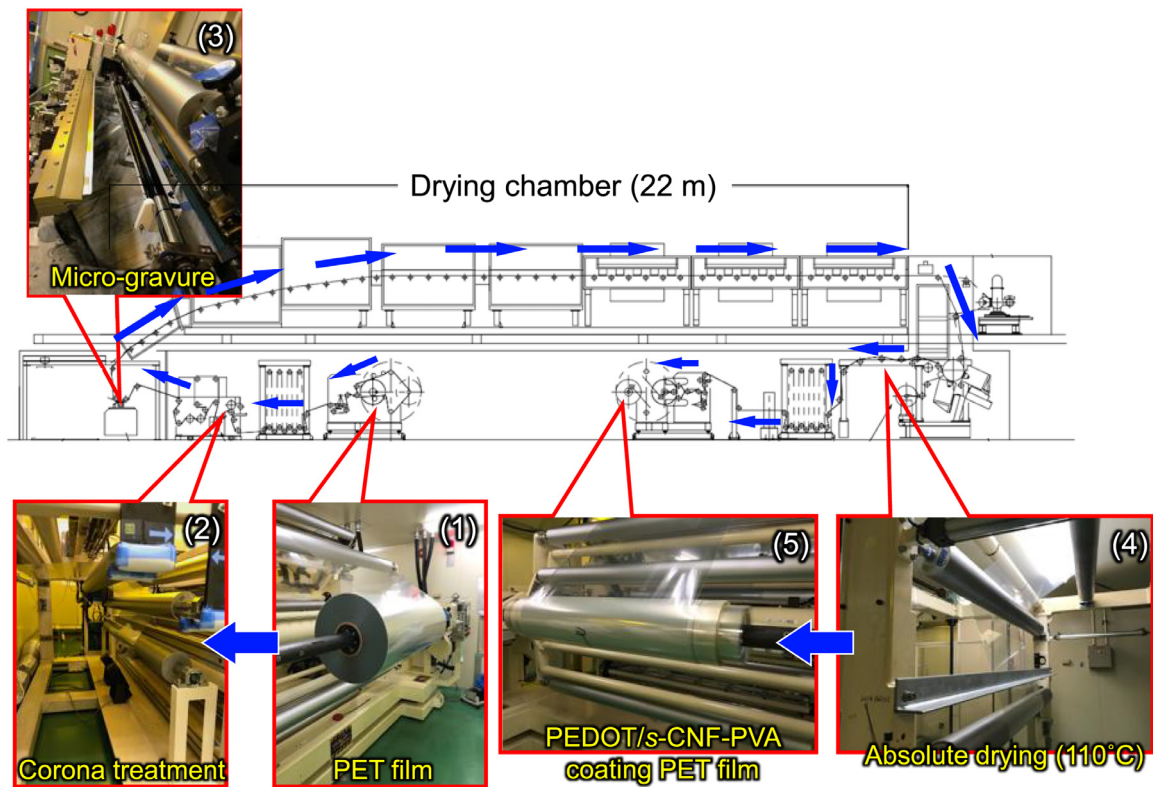 (3)
Micro-gravure
Drying chamber (22 m)
(2)
Corona treatment
(1)
PET film
(5)
PEDOT/s-CNF-PVA
coating PET film
(4)
Absolute drying (110˚C)